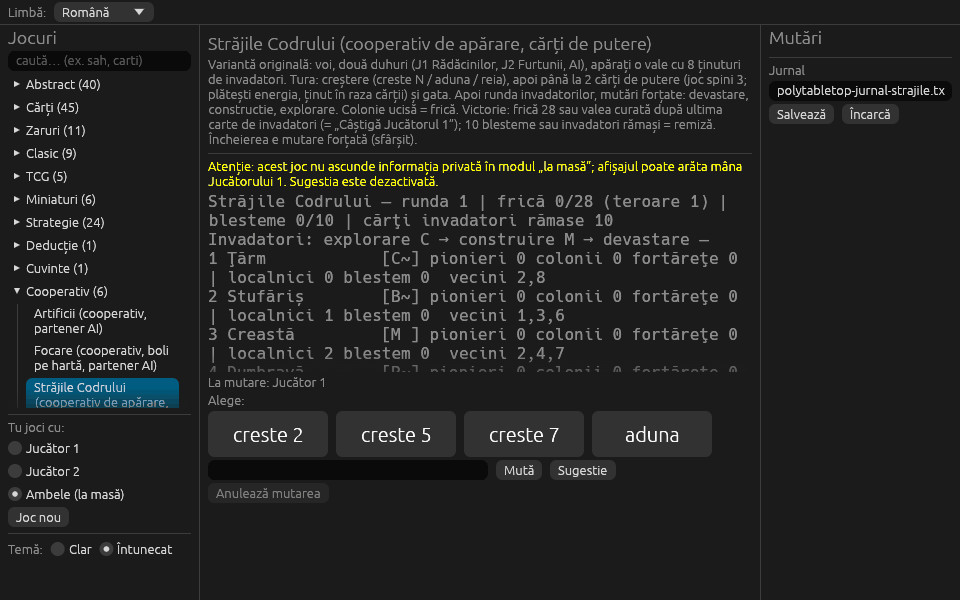 Limbă: Română
Jocuri
caută... (ex. sah, carti)
Abstract (40)
Cărți (45)
Zaruri (11)
Clasic (9)
TCG (5)
Miniaturi (6)
Strategie (24)
Deducție (1)
Cuvinte (1)
Cooperativ (6)
Artificii (cooperativ,
partener AI)
Focare (cooperativ, boli
pe hartă, partener AI)
Străjile Codrului
(cooperativ de apărare,
Tu joci cu:
Jucător 1
Jucător 2
Ambele (la masă)
Joc nou
Temă: Clar Întunecat
Străjile Codrului (cooperativ de apărare, cărți de putere)
Variantă originală: voi, două duhuri (J1 Rădăcinilor, J2 Furtunii, AI), apărați o vale cu 8 ținuturi
de invadatori. Tura: creștere (creste N / aduna / reia), apoi până la 2 cărți de putere (joc spini 3;
plătești energia, ținut în raza cărții) și gata. Apoi runda invadatorilor, mutări forțate: devastare,
constructie, explorare. Colonie ucisă = frică. Victorie: frică 28 sau valea curată după ultima
carte de invadatori (= „Câștigă Jucătorul 1”); 10 blesteme sau invadatori rămași = remiză.
Încheierea e mutare forțată (sfârșit).
Atenție: acest joc nu ascunde informația privată în modul „la masă”; afișajul poate arăta mâna
Jucătorului 1. Sugestia este dezactivată.
Străjile Codrului — runda 1 | frică 0/28 (teroare 1) |
blesteme 0/10 | cărţi invadatori rămase 10
Invadatori: explorare C → construire M → devastare —
1 Ţărm [C~] pionieri 0 colonii 0 fortăreţe 0
| localnici 0 blestem 0 vecini 2,8
2 Stufăriș [B~] pionieri 0 colonii 0 fortăreţe 0
| localnici 1 blestem 0 vecini 1,3,6
3 Creastă [M ] pionieri 0 colonii 0 fortăreţe 0
| localnici 2 blestem 0 vecini 2,4,7
La mutare: Jucător 1
Alege:
creste 2 creste 5 creste 7 aduna
Mută Sugestie
Anulează mutarea
Mutări
Jurnal
polytabletop-jurnal-strajile.tx
Salvează Încarcă